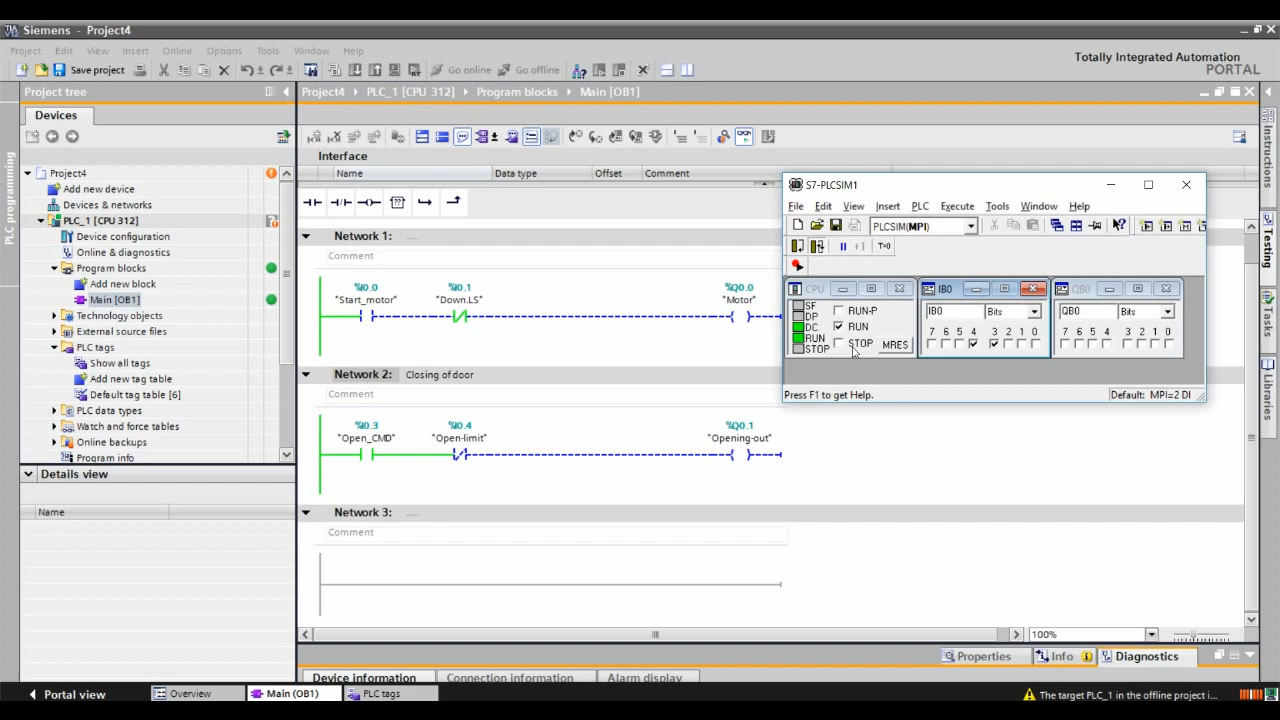 TIA V12 Siemens - Project4
Project Edit View Insert Online Options Tools Window Help
Totally Integrated Automation
PORTAL
Save project Go online Go offline
Project tree
Project4 PLC_1 [CPU 312] Program blocks Main [OB1]
Devices
Interface
Name Data type Offset Comment
Project4
Add new device
Devices & networks
PLC_1 [CPU 312]
Device configuration
Online & diagnostics
Program blocks
Add new block
Main [OB1]
Technology objects
External source files
PLC tags
Show all tags
Add new tag table
Default tag table [6]
PLC data types
Watch and force tables
Online backups
Program info
Details view
Name
PLC programming
Network 1: ......
Comment
%I0.0 %I0.1 %Q0.0
"Start_motor" "Down.LS" "Motor"
Network 2: Closing of door
Comment
%I0.3 %I0.4 %Q0.1
"Open_CMD" "Open-limit" "Opening-out"
Network 3: ......
Comment
100%
S7-PLCSIM1
File Edit View Insert PLC Execute Tools Window Help
PLCSIM(MPI)
+1 T=0
CPU IB0 QB0
SF
DP
DC
RUN
STOP
RUN-P
RUN
STOP MRES
IB0 Bits
7 6 5 4 3 2 1 0
QB0 Bits
7 6 5 4 3 2 1 0
Press F1 to get Help. Default: MPI=2 DI
Instructions
Testing
Tasks
Libraries
Properties Info Diagnostics
Device information Connection information Alarm display
Portal view Overview Main (OB1) PLC tags The target PLC_1 in the offline project i...